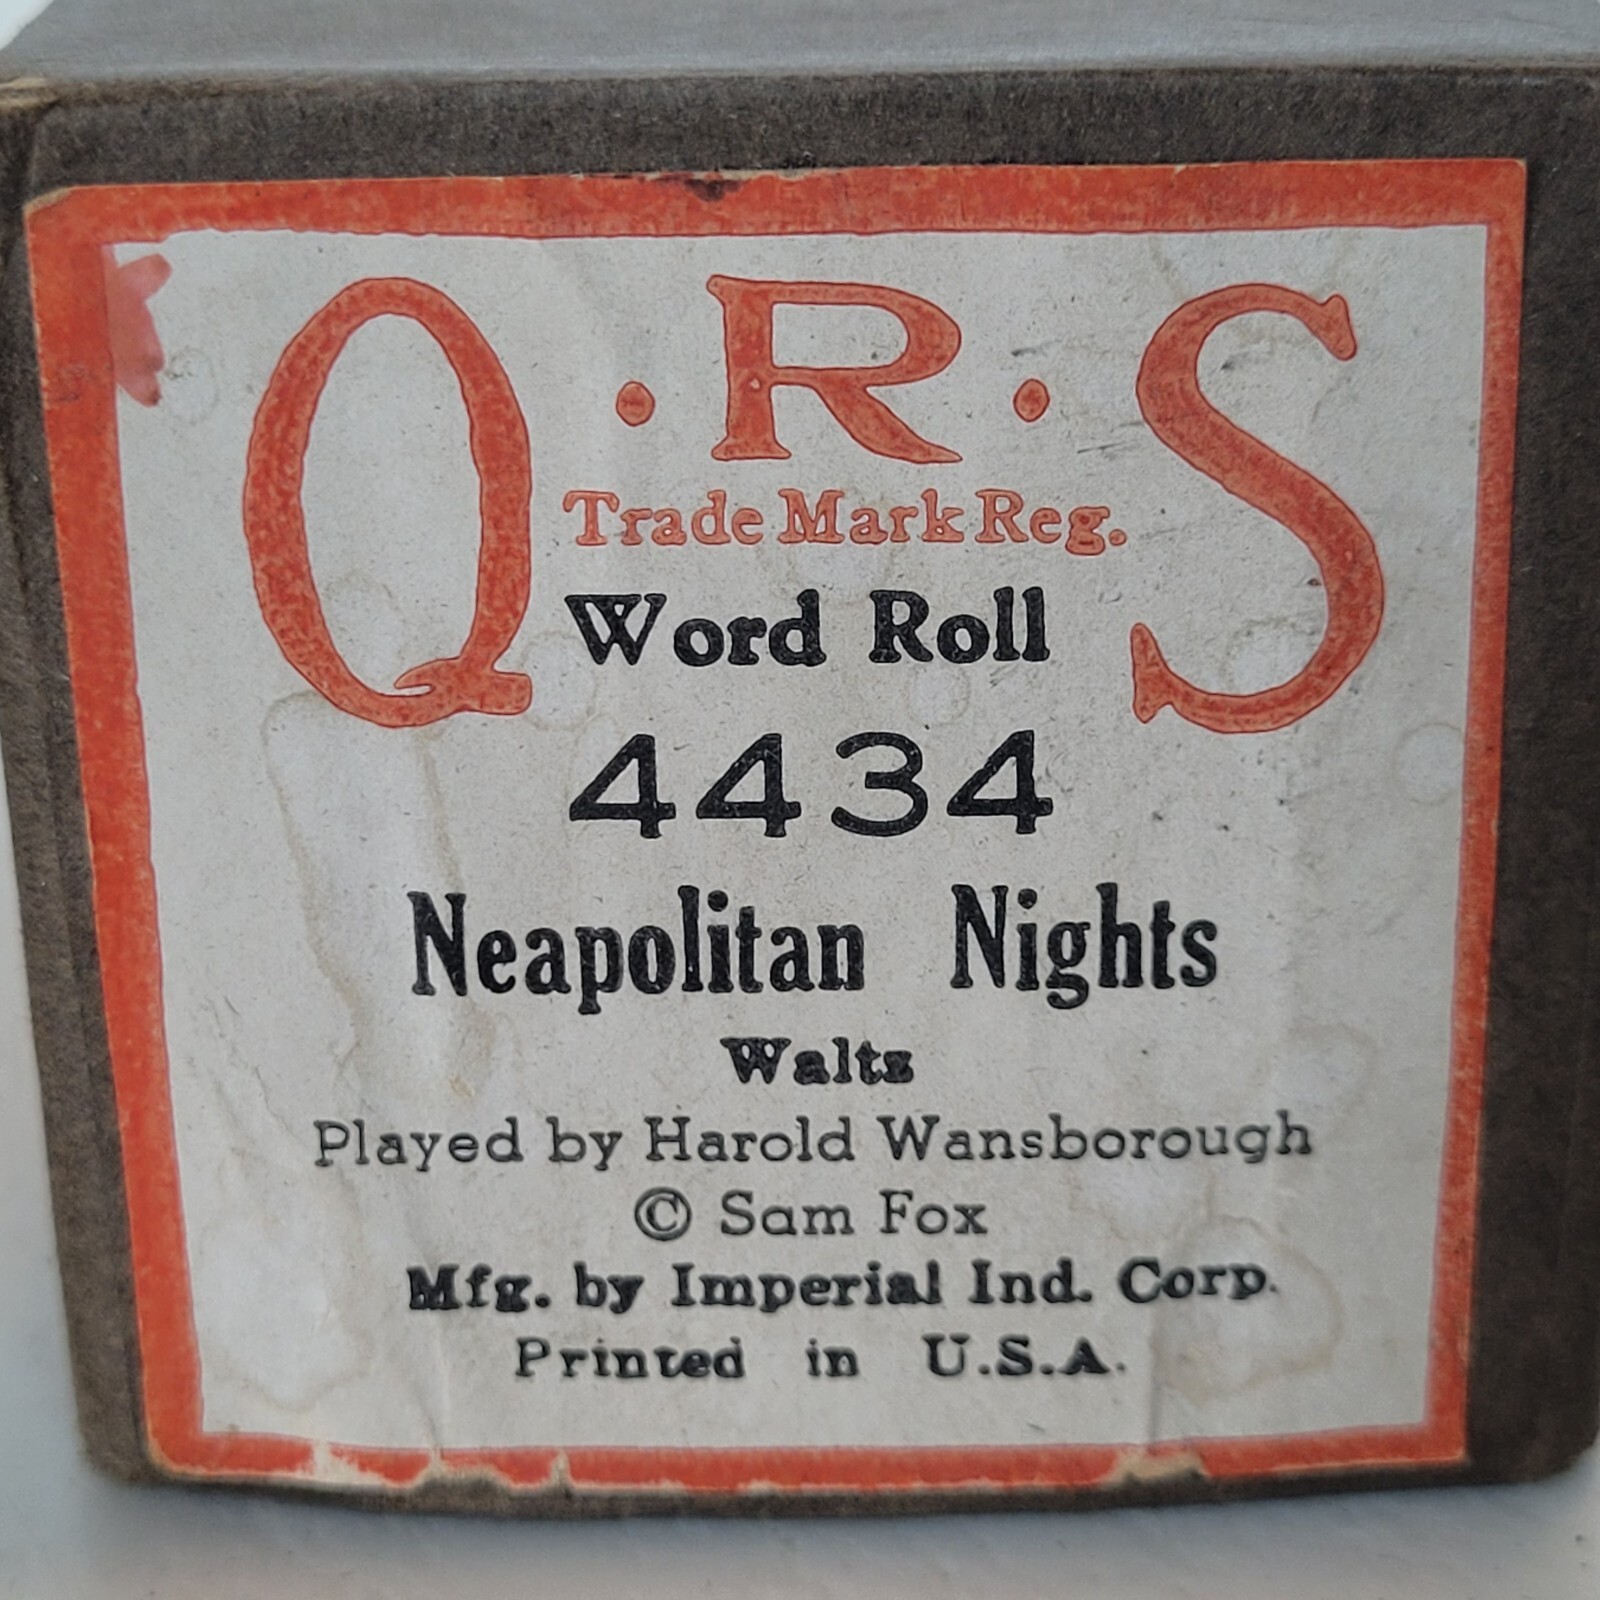 Q·R·S
Trade Mark Reg.
Word Roll
4434
Neapolitan Nights
Waltz
Played by Harold Wansborough
© Sam Fox
Mfg. by Imperial Ind. Corp.
Printed in U.S.A.